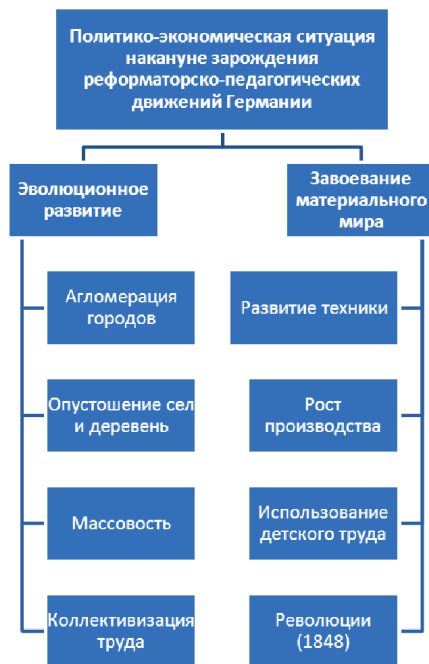 Политико-экономическая ситуация
накануне зарождения
реформаторско-педагогических
движений Германии
Эволюционное
развитие
Завоевание
материального
мира
Агломерация
городов
Развитие техники
Опустошение сел
и деревень
Рост
производства
Массовость
Использование
детского труда
Коллективизация
труда
Революции
(1848)